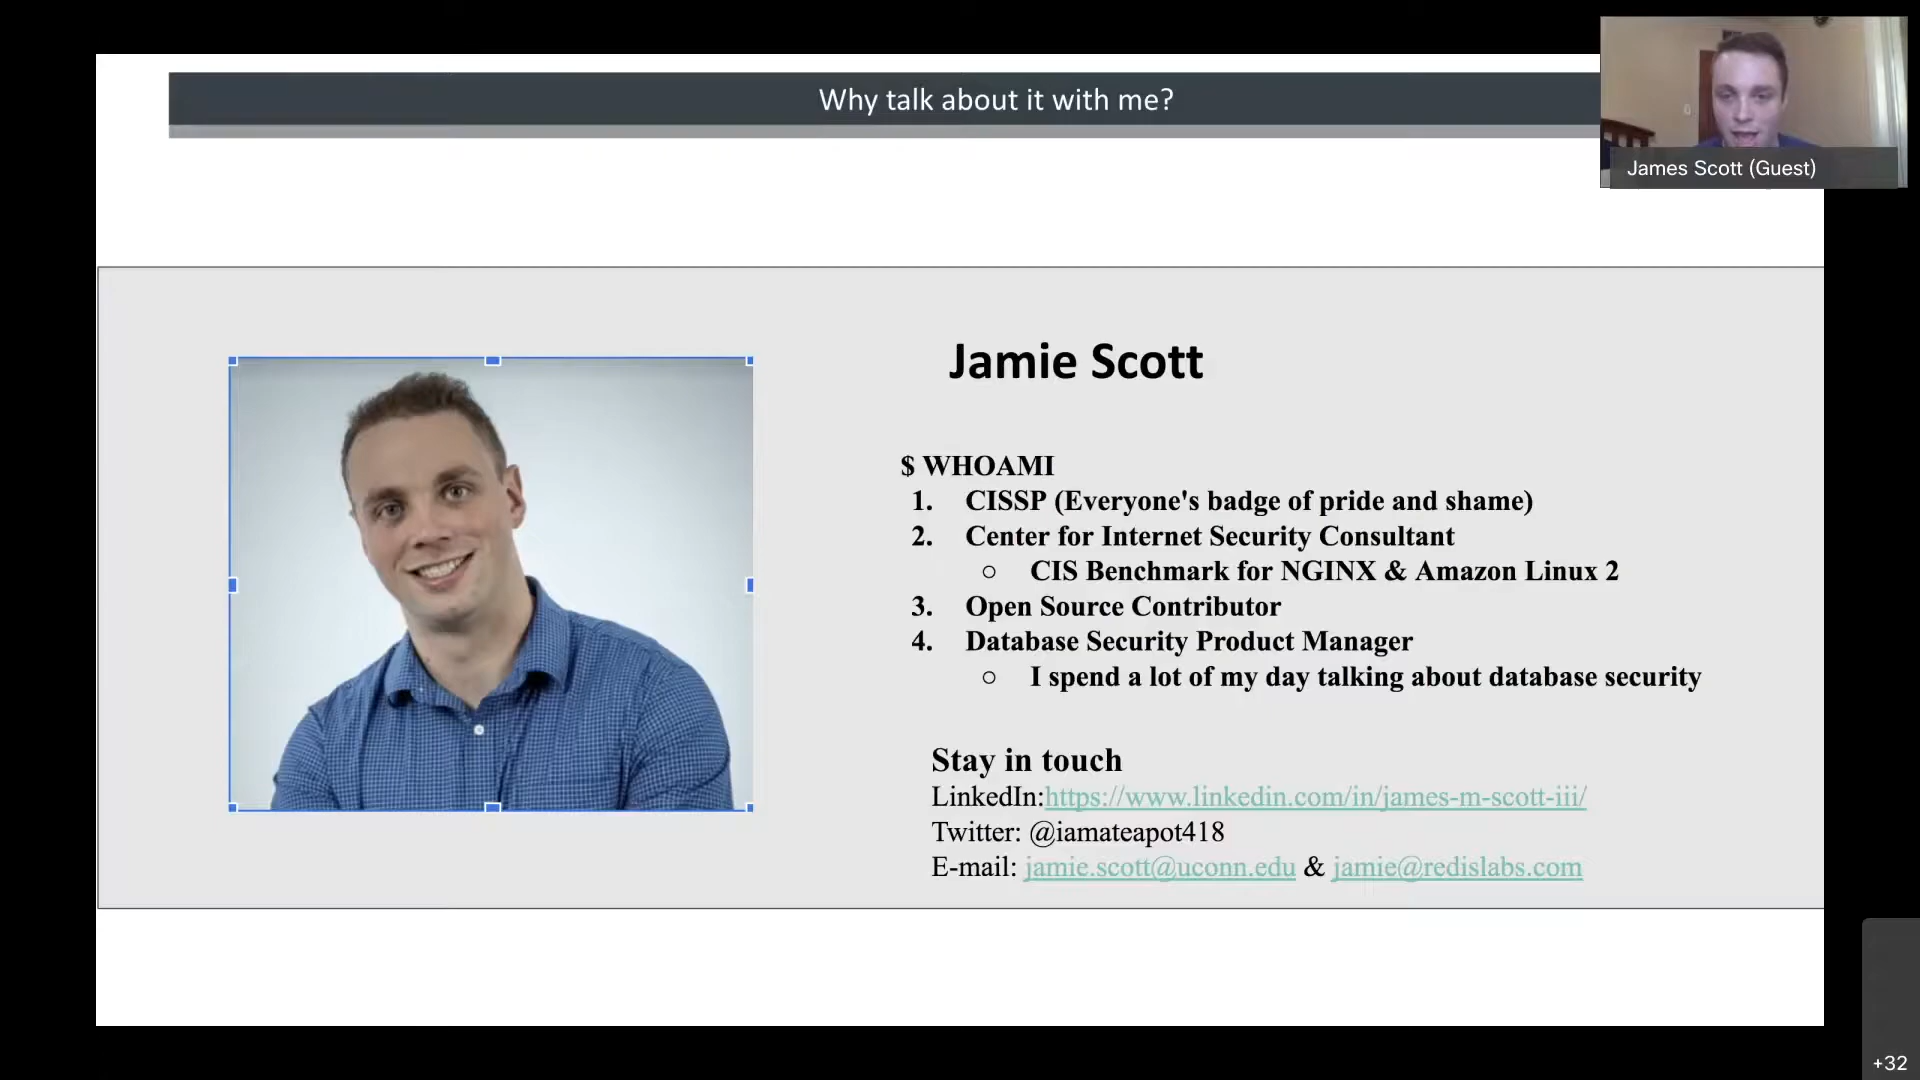 Why talk about it with me?
James Scott (Guest)
Jamie Scott
$ WHOAMI
1. CISSP (Everyone's badge of pride and shame)
2. Center for Internet Security Consultant
○ CIS Benchmark for NGINX & Amazon Linux 2
3. Open Source Contributor
4. Database Security Product Manager
○ I spend a lot of my day talking about database security
Stay in touch
LinkedIn:https://www.linkedin.com/in/james-m-scott-iii/
Twitter: @iamateapot418
E-mail: jamie.scott@uconn.edu & jamie@redislabs.com
+32